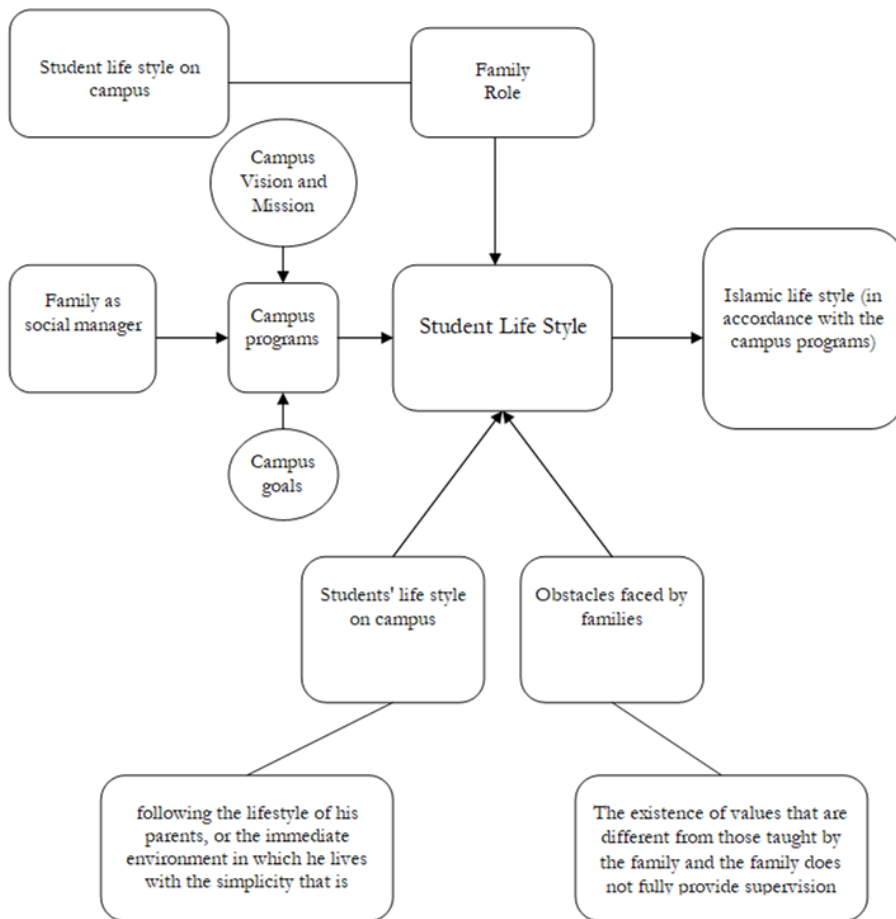 Student life style on
campus
Family
Role
Campus
Vision and
Mission
Family as
social manager
Campus
programs
Student Life Style
Islamic life style (in
accordance with the
campus programs)
Campus
goals
Students' life style
on campus
Obstacles faced by
families
following the lifestyle of his
parents, or the immediate
environment in which he lives
with the simplicity that is
The existence of values that are
different from those taught by
the family and the family does
not fully provide supervision